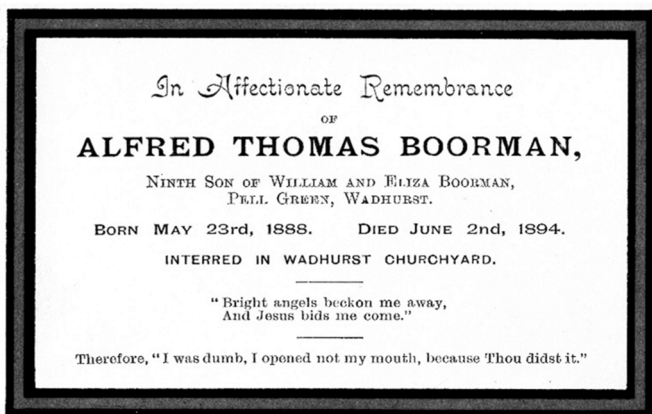 In Affectionate Remembrance
OF
ALFRED THOMAS BOORMAN,
NINTH SON OF WILLIAM AND ELIZA BOORMAN,
PELL GREEN, WADHURST.
BORN MAY 23rd, 1888. DIED JUNE 2nd, 1894.
INTERRED IN WADHURST CHURCHYARD.
"Bright angels beckon me away,
And Jesus bids me come."
Therefore, "I was dumb, I opened not my mouth, because Thou didst it."